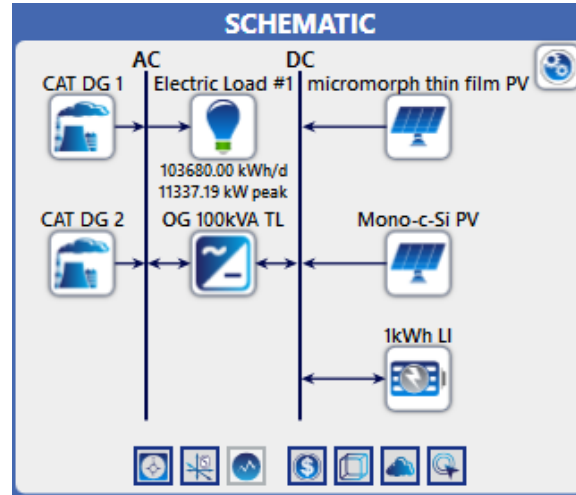 SCHEMATIC
AC DC
CAT DG 1 Electric Load #1 micromorph thin film PV
103680.00 kWh/d
11337.19 kW peak
CAT DG 2 OG 100kVA TL Mono-c-Si PV
1kWh LI